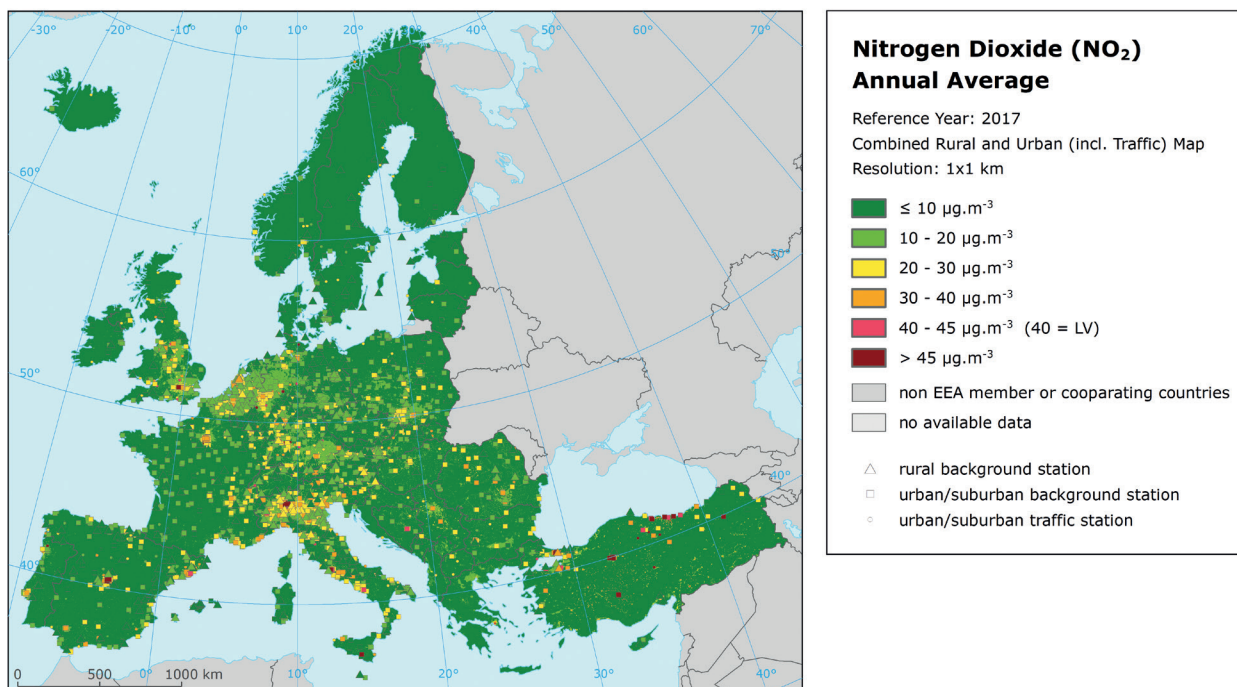 -30° -20° -10° 0° 10° 20° 30° 40° 50° 60° 70°
60°
50°
40°
50°
40°
0 500 1000 km
0° 10° 20° 30° 40°
Nitrogen Dioxide (NO₂)
Annual Average
Reference Year: 2017
Combined Rural and Urban (incl. Traffic) Map
Resolution: 1x1 km
≤ 10 µg.m⁻³
10 - 20 µg.m⁻³
20 - 30 µg.m⁻³
30 - 40 µg.m⁻³
40 - 45 µg.m⁻³ (40 = LV)
> 45 µg.m⁻³
non EEA member or cooparating countries
no available data
rural background station
urban/suburban background station
urban/suburban traffic station